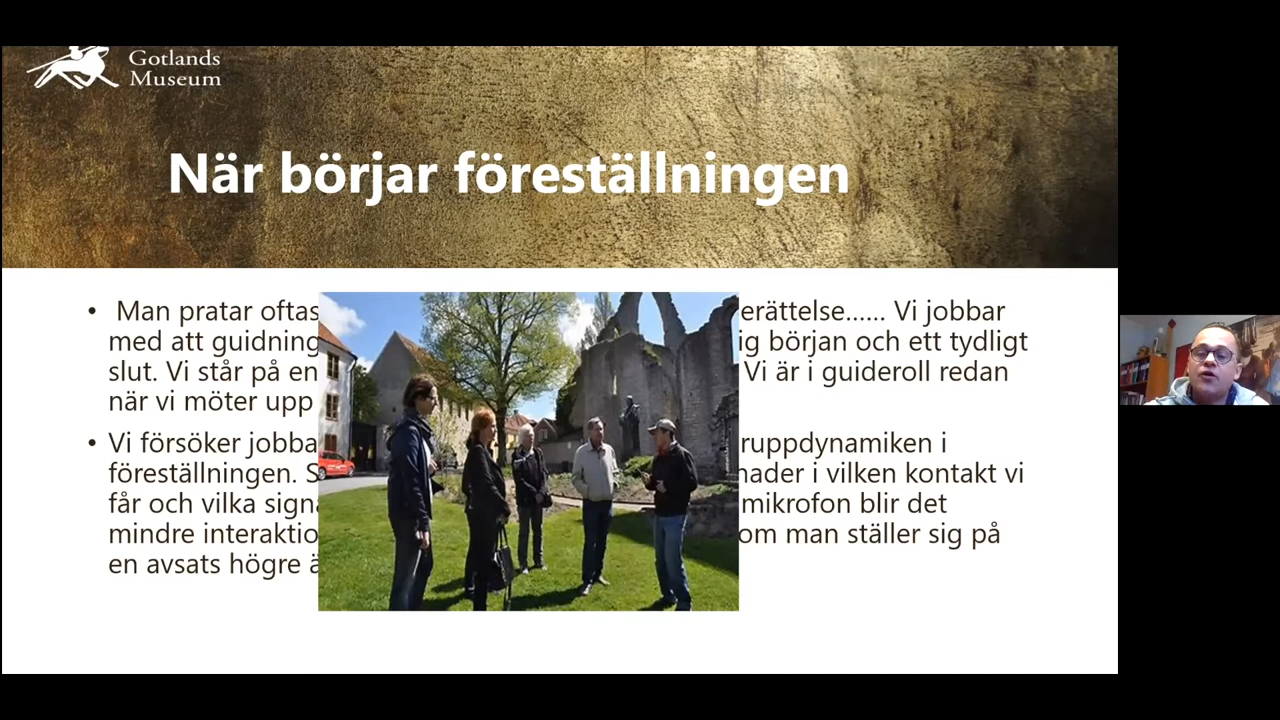 Gotlands
Museum
När börjar föreställningen
• Man pratar oftas erättelse...... Vi jobbar
med att guidning ig början och ett tydligt
slut. Vi står på en Vi är i guideroll redan
när vi möter upp
• Vi försöker jobba ruppdynamiken i
föreställningen. S nader i vilken kontakt vi
får och vilka signa mikrofon blir det
mindre interaktio om man ställer sig på
en avsats högre ä